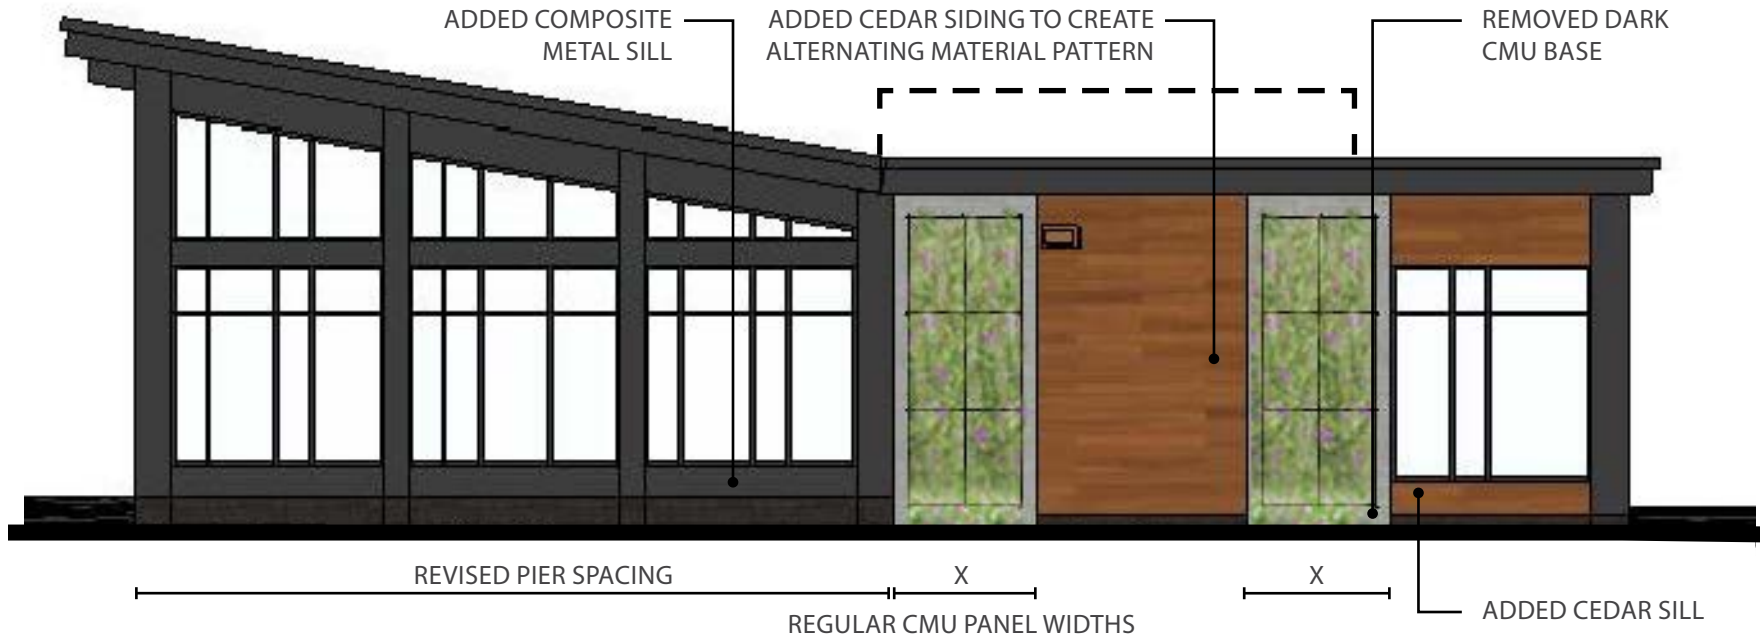 ADDED COMPOSITE
METAL SILL
ADDED CEDAR SIDING TO CREATE
ALTERNATING MATERIAL PATTERN
REMOVED DARK
CMU BASE
REVISED PIER SPACING
X
X
REGULAR CMU PANEL WIDTHS
ADDED CEDAR SILL